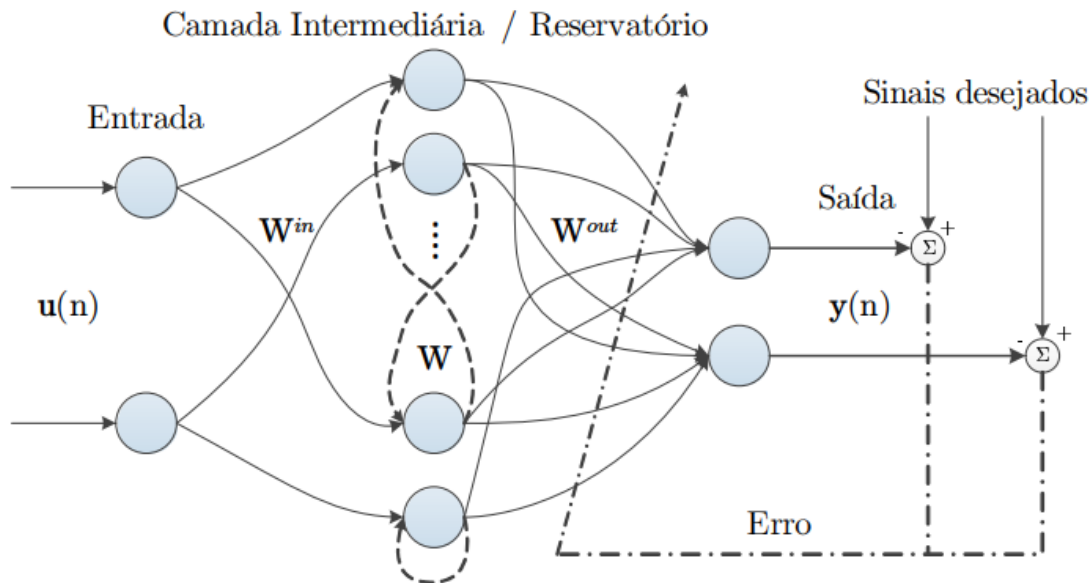 Camada Intermediária / Reservatório
Sinais desejados
Entrada
Saída
W^in
W^out
- +
Σ
u(n)
y(n)
- +
Σ
W
Erro